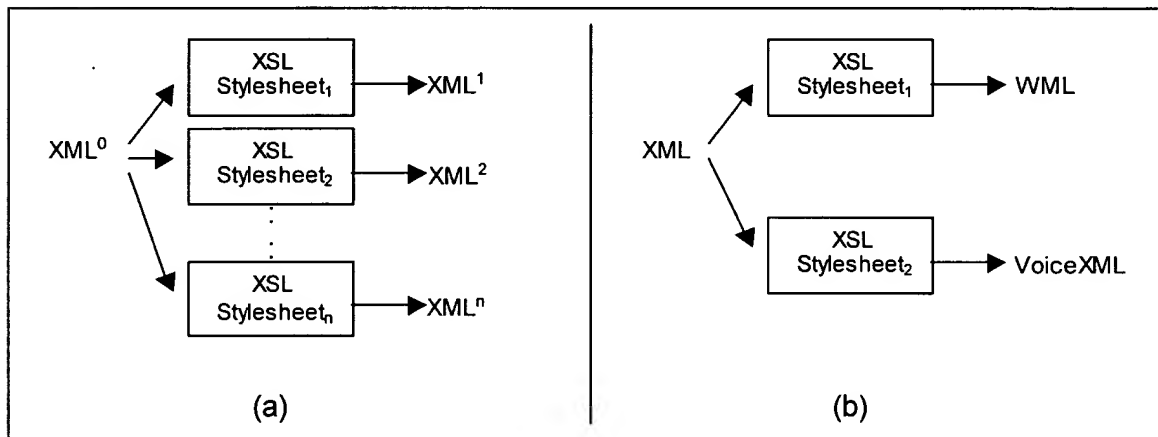 XSL
Stylesheet₁
XML¹
XML⁰
XSL
Stylesheet₂
XML²
XSL
Stylesheetₙ
XMLⁿ
(a)
XSL
Stylesheet₁
WML
XML
XSL
Stylesheet₂
VoiceXML
(b)